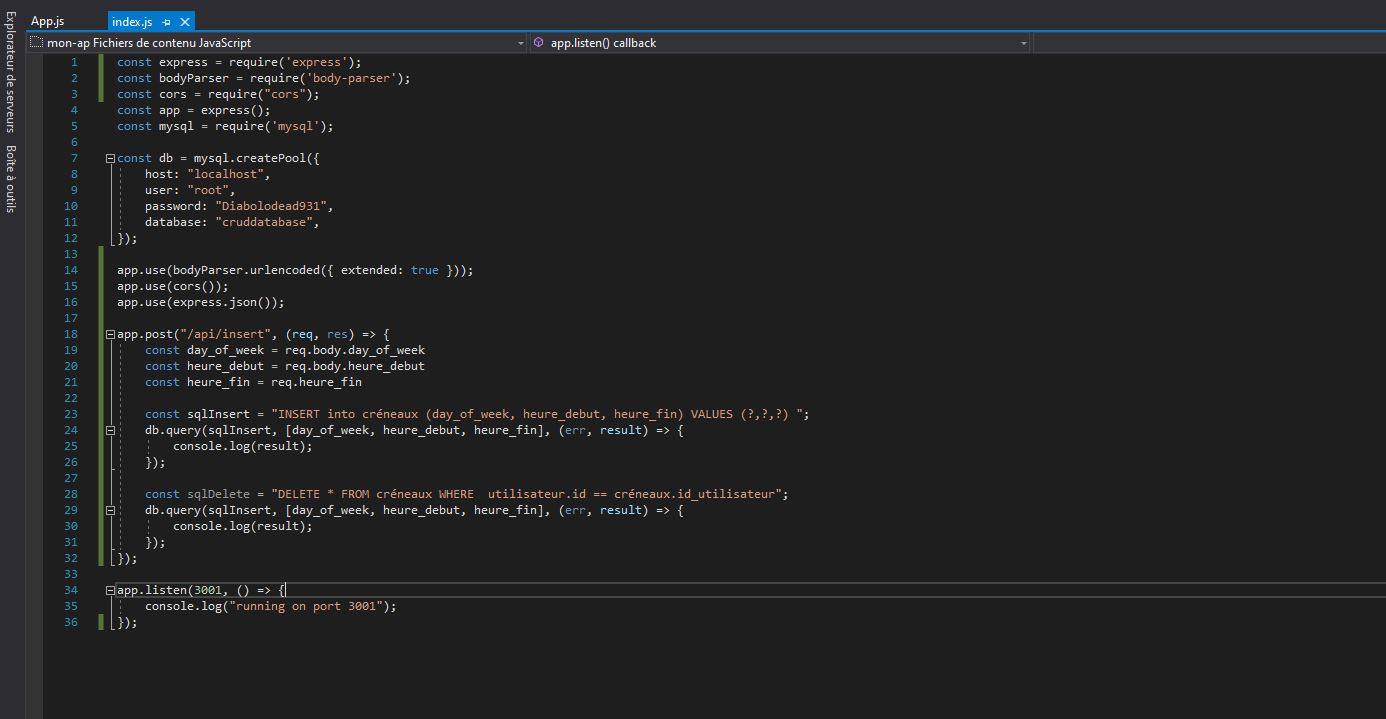 App.js
index.js
mon-ap Fichiers de contenu JavaScript
app.listen() callback
Explorateur de serveurs
Boîte à outils
1 const express = require('express');
2 const bodyParser = require('body-parser');
3 const cors = require("cors");
4 const app = express();
5 const mysql = require('mysql');
6
7 const db = mysql.createPool({
8 host: "localhost",
9 user: "root",
10 password: "Diabolodead931",
11 database: "cruddatabase",
12 });
13
14 app.use(bodyParser.urlencoded({ extended: true }));
15 app.use(cors());
16 app.use(express.json());
17
18 app.post("/api/insert", (req, res) => {
19 const day_of_week = req.body.day_of_week
20 const heure_debut = req.body.heure_debut
21 const heure_fin = req.heure_fin
22
23 const sqlInsert = "INSERT into créneaux (day_of_week, heure_debut, heure_fin) VALUES (?,?,?) ";
24 db.query(sqlInsert, [day_of_week, heure_debut, heure_fin], (err, result) => {
25 console.log(result);
26 });
27
28 const sqlDelete = "DELETE * FROM créneaux WHERE  utilisateur.id == créneaux.id_utilisateur";
29 db.query(sqlInsert, [day_of_week, heure_debut, heure_fin], (err, result) => {
30 console.log(result);
31 });
32 });
33
34 app.listen(3001, () => {
35 console.log("running on port 3001");
36 });